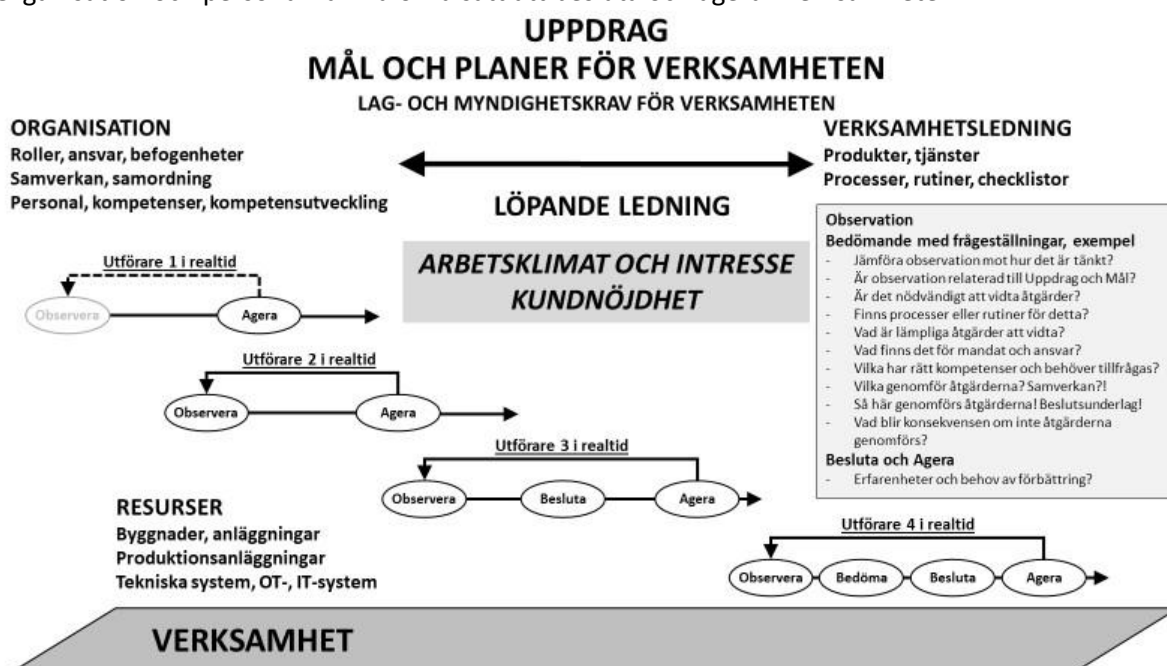 UPPDRAG
MÅL OCH PLANER FÖR VERKSAMHETEN
LAG- OCH MYNDIGHETSKRAV FÖR VERKSAMHETEN
ORGANISATION
Roller, ansvar, befogenheter
Samverkan, samordning
Personal, kompetenser, kompetensutveckling
VERKSAMHETSLEDNING
Produkter, tjänster
Processer, rutiner, checklistor
LÖPANDE LEDNING
ARBETSKLIMAT OCH INTRESSE
KUNDNÖJDHET
Observation
Bedömande med frågeställningar, exempel
- Jämföra observation mot hur det är tänkt?
- Är observation relaterad till Uppdrag och Mål?
- Är det nödvändigt att vidta åtgärder?
- Finns processer eller rutiner för detta?
- Vad är lämpliga åtgärder att vidta?
- Vad finns det för mandat och ansvar?
- Vilka har rätt kompetenser och behöver tillfrågas?
- Vilka genomför åtgärderna? Samverkan?!
- Så här genomförs åtgärderna! Beslutsunderlag!
- Vad blir konsekvensen om inte åtgärderna
genomförs?
Besluta och Agera
- Erfarenheter och behov av förbättring?
Utförare 1 i realtid
Observera
Agera
Utförare 2 i realtid
Observera
Agera
Utförare 3 i realtid
Observera
Besluta
Agera
Utförare 4 i realtid
Observera
Bedöma
Besluta
Agera
RESURSER
Byggnader, anläggningar
Produktionsanläggningar
Tekniska system, OT-, IT-system
VERKSAMHET